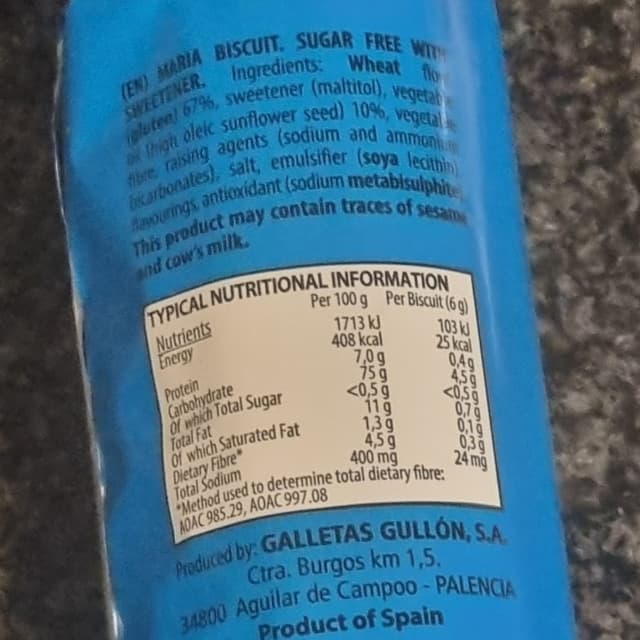 (EN) MARIA BISCUIT. SUGAR FREE WITH
SWEETENER. Ingredients: Wheat flour
(gluten) 67%, sweetener (maltitol), vegetable
oil (high oleic sunflower seed) 10%, vegetable
fibre, raising agents (sodium and ammonium
bicarbonates), salt, emulsifier (soya lecithin)
flavourings, antioxidant (sodium metabisulphite
This product may contain traces of sesame
and cow's milk.
TYPICAL NUTRITIONAL INFORMATION
Per 100 g Per Biscuit (6 g)
Nutrients
Energy 1713 kJ 103 kJ
408 kcal 25 kcal
Protein 7,0 g 0,4 g
Carbohydrate 75 g 4,5 g
Of which Total Sugar <0,5 g <0,5 g
Total Fat 11 g 0,7 g
Of which Saturated Fat 1,3 g 0,1 g
Dietary Fibre* 4,5 g 0,3 g
Total Sodium 400 mg 24 mg
*Method used to determine total dietary fibre:
AOAC 985.29, AOAC 997.08
Produced by: GALLETAS GULLÓN, S.A.
Ctra. Burgos km 1,5.
34800 Aguilar de Campoo - PALENCIA
Product of Spain